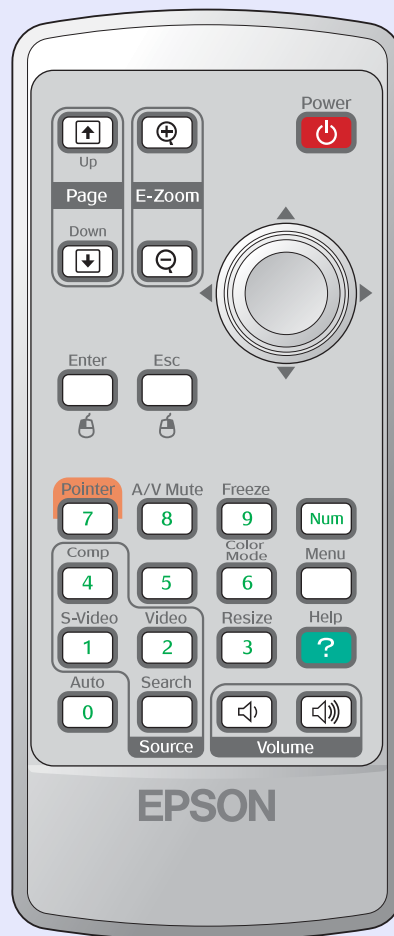 Power
Up
Page E-Zoom
Down
Enter Esc
Pointer A/V Mute Freeze
7 8 9 Num
Comp Color Mode Menu
4 5 6
S-Video Video Resize Help
1 2 3 ?
Auto Search
0
Source Volume
EPSON